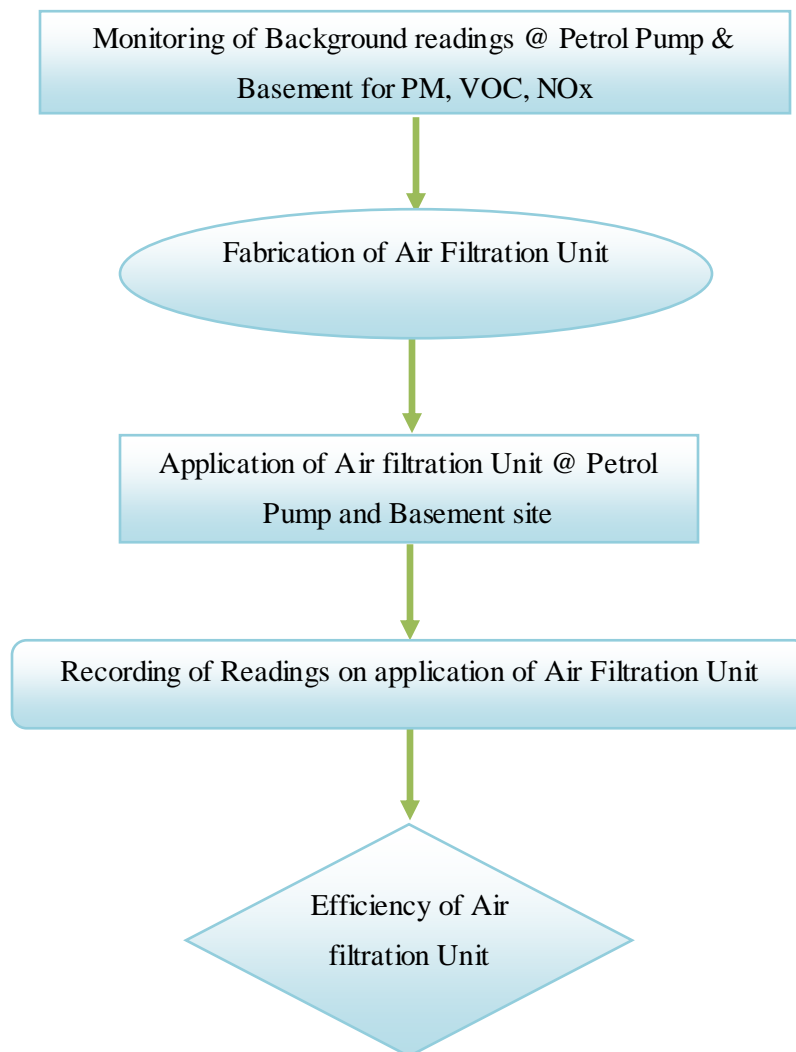 Monitoring of Background readings @ Petrol Pump &
Basement for PM, VOC, NOx
Fabrication of Air Filtration Unit
Application of Air filtration Unit @ Petrol
Pump and Basement site
Recording of Readings on application of Air Filtration Unit
Efficiency of Air
filtration Unit